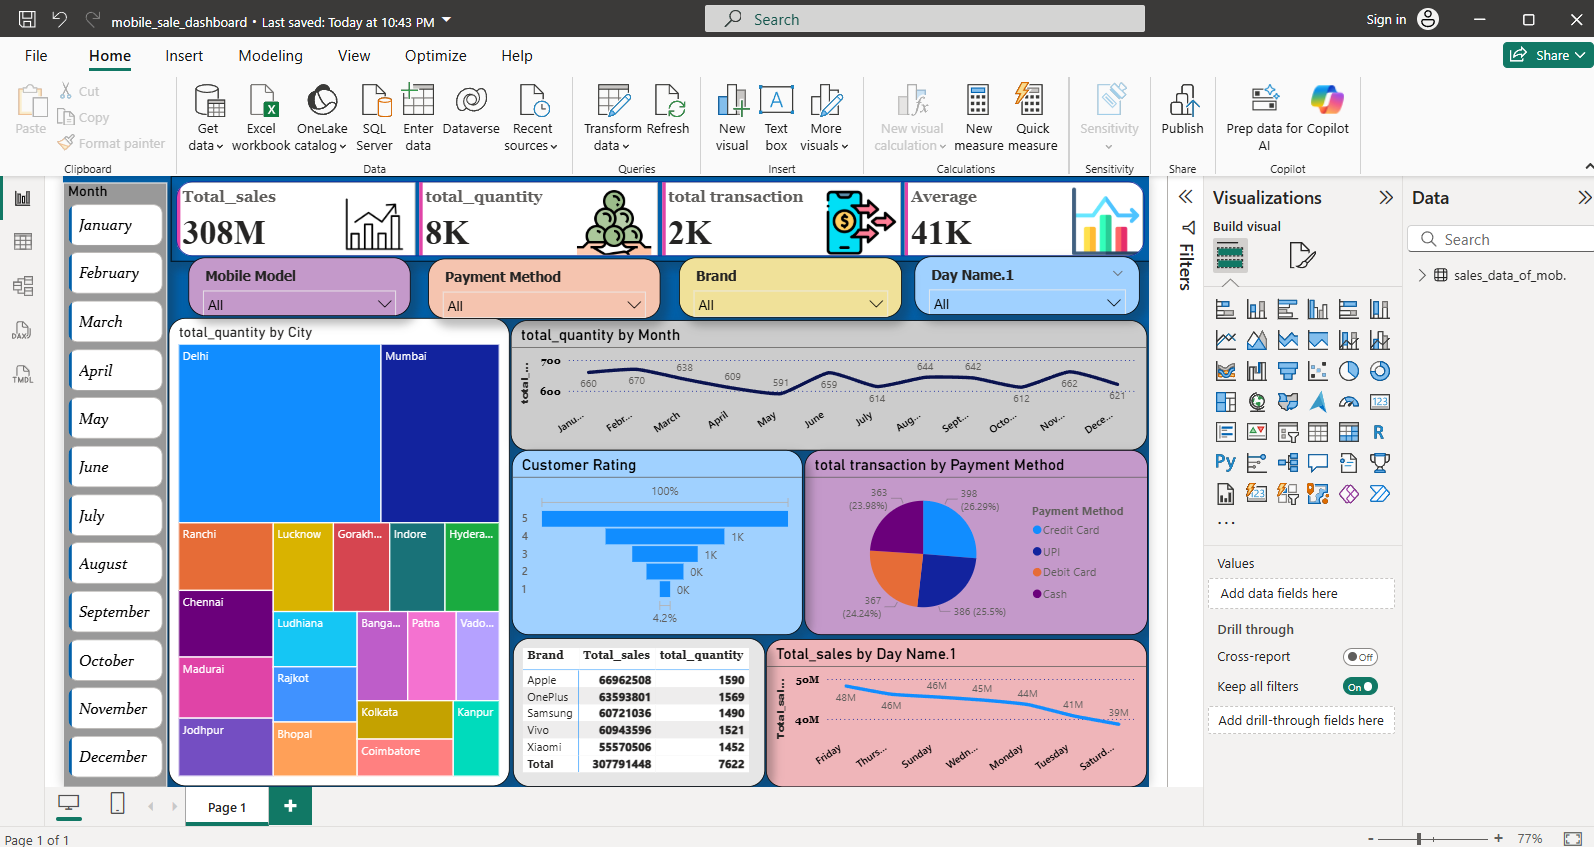 mobile_sale_dashboard • Last saved: Today at 10:43 PM
Search
Sign in
File Home Insert Modeling View Optimize Help
Share
Paste
Cut
Copy
Format painter
Clipboard
Get data
Excel workbook
OneLake catalog
SQL Server
Enter data
Dataverse
Recent sources
Data
Transform data
Refresh
Queries
New visual
Text box
More visuals
Insert
New visual calculation
New measure
Quick measure
Calculations
Sensitivity
Sensitivity
Publish
Share
Prep data for AI
Copilot
Copilot
DAX
TMDL
Month
January
February
March
April
May
June
July
August
September
October
November
December
Total_sales
308M
total_quantity
8K
total transaction
2K
Average
41K
Mobile Model
All
Payment Method
All
Brand
All
Day Name.1
All
total_quantity by City
Delhi
Mumbai
Ranchi
Lucknow
Gorakh...
Indore
Hydera...
Chennai
Ludhiana
Banga...
Patna
Vado...
Madurai
Rajkot
Kolkata
Kanpur
Jodhpur
Bhopal
Coimbatore
total_quantity by Month
total_...
700
600
660 670 638 609 591 659 614 644 642 612 662 621
Janu... Febr... March April May June July Aug... Sept... Octo... Nov... Dece...
Customer Rating
100%
5
4 1K
3 1K
2 0K
1 0K
4.2%
total transaction by Payment Method
363
(23.98%)
398
(26.29%)
367
(24.24%)
386 (25.5%)
Payment Method
Credit Card
UPI
Debit Card
Cash
Brand Total_sales total_quantity
Apple 66962508 1590
OnePlus 63593801 1569
Samsung 60721036 1490
Vivo 60943596 1521
Xiaomi 55570506 1452
Total 307791448 7622
Total_sales by Day Name.1
Total_sal...
50M
40M
48M 46M 46M 45M 44M 41M 39M
Friday Thurs... Sunday Wedn... Monday Tuesday Saturd...
Filters
Visualizations
Build visual
123
R
Py
123
...
Values
Add data fields here
Drill through
Cross-report
Off
Keep all filters
On
Add drill-through fields here
Data
Search
sales_data_of_mob.
Page 1
+
Page 1 of 1
- + 77%